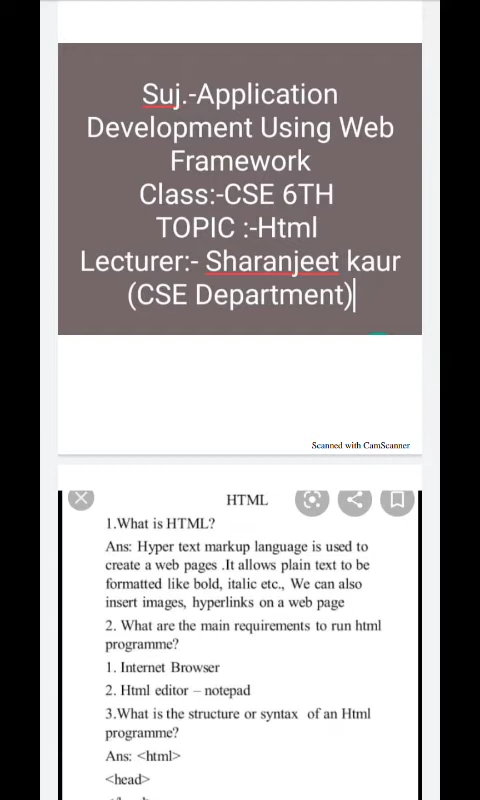 Suj.-Application
Development Using Web
Framework
Class:-CSE 6TH
TOPIC :-Html
Lecturer:- Sharanjeet kaur
(CSE Department)
Scanned with CamScanner
HTML
1.What is HTML?
Ans: Hyper text markup language is used to
create a web pages .It allows plain text to be
formatted like bold, italic etc., We can also
insert images, hyperlinks on a web page
2. What are the main requirements to run html
programme?
1. Internet Browser
2. Html editor – notepad
3.What is the structure or syntax of an Html
programme?
Ans: <html>
<head>